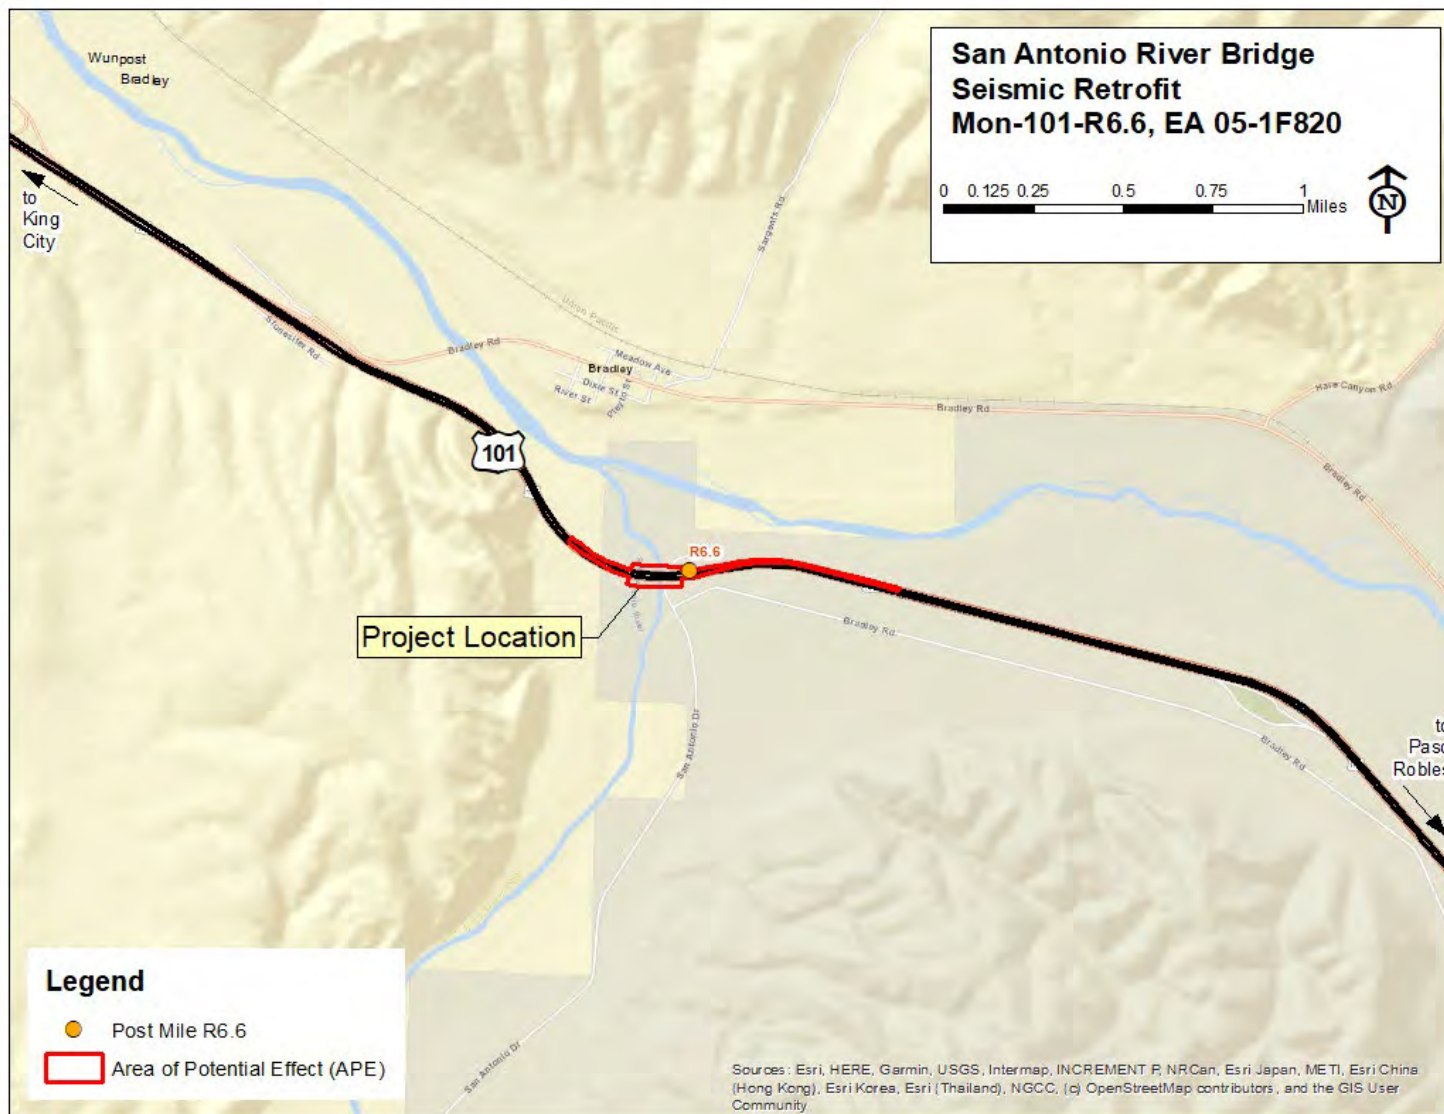 San Antonio River Bridge
Seismic Retrofit
Mon-101-R6.6, EA 05-1F820
0 0.125 0.25 0.5 0.75 1
Miles
N
Wunpost
Bradley
to
King
City
Sargents Rd
Union Pacific
Stonesifer Rd
Bradley Rd
Meadow Ave
Bradley
Dixie St
River St
Pleyto St
Hare Canyon Rd
Bradley Rd
Bradley Rd
101
R6.6
Project Location
Bradley Rd
San Antonio Dr
Bradley Rd
to
Paso
Robles
San Antonio Dr
Legend
Post Mile R6.6
Area of Potential Effect (APE)
Sources: Esri, HERE, Garmin, USGS, Intermap, INCREMENT P, NRCan, Esri Japan, METI, Esri China
(Hong Kong), Esri Korea, Esri (Thailand), NGCC, (c) OpenStreetMap contributors, and the GIS User
Community